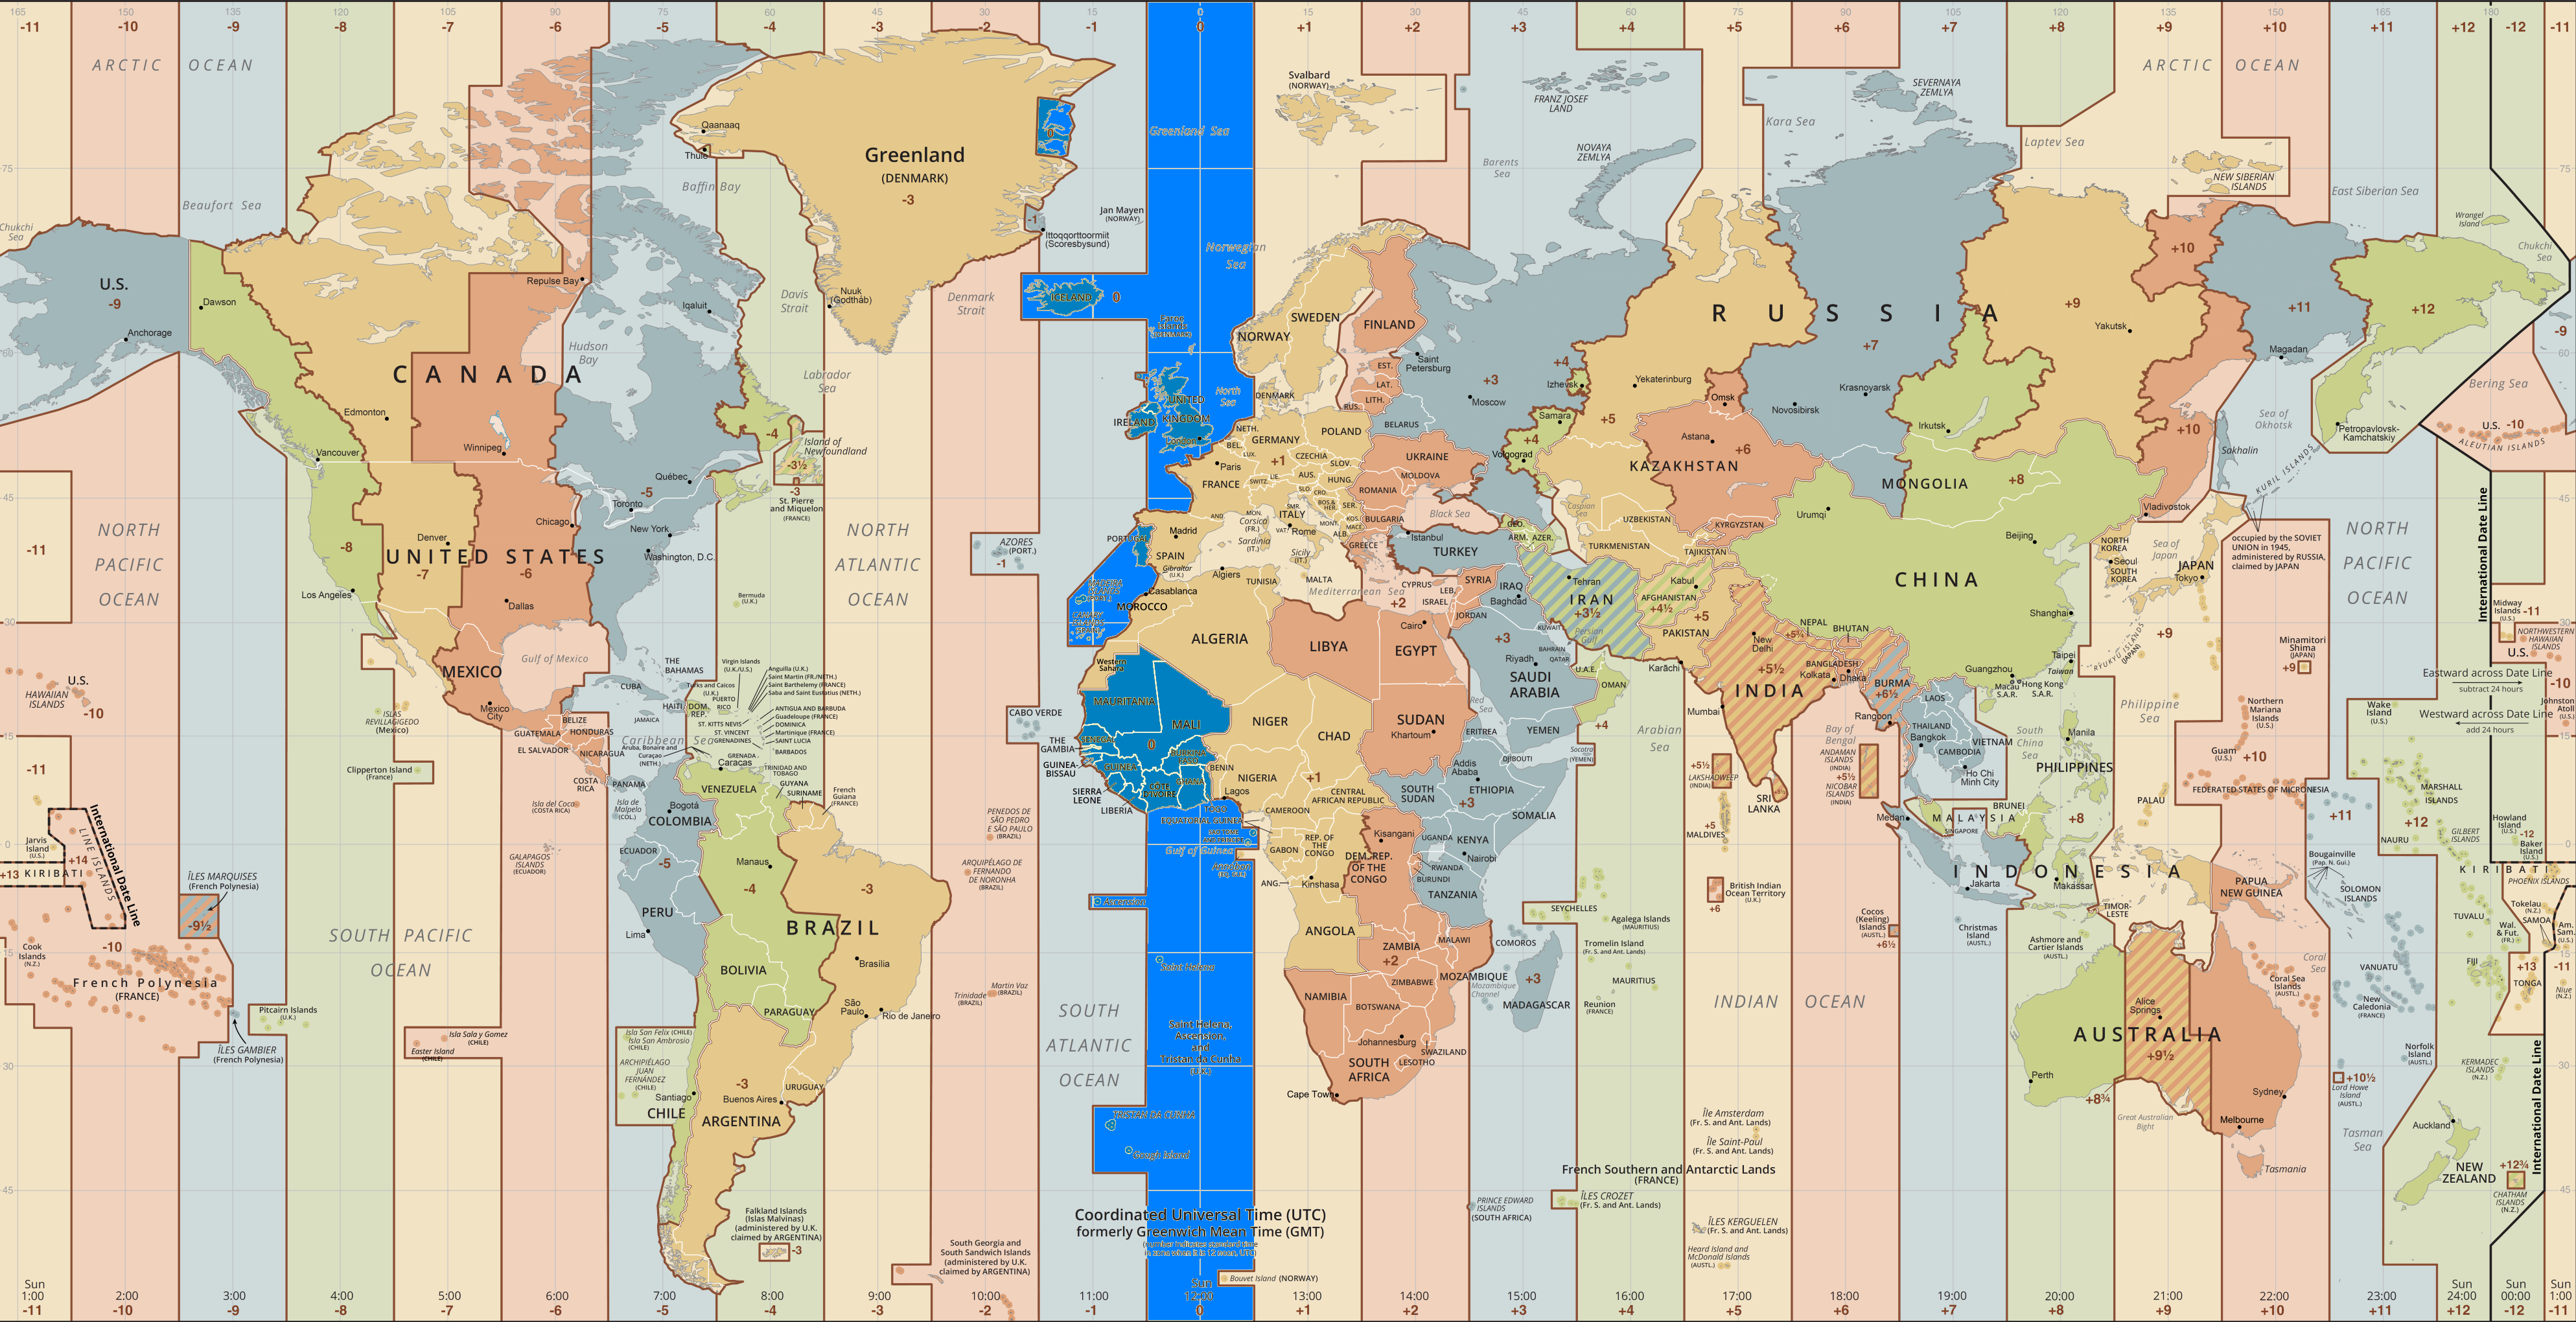 165 150 135 120 105 90 75 60 45 30 15 0 15 30 45 60 75 90 105 120 135 150 165 180
-11 -10 -9 -8 -7 -6 -5 -4 -3 -2 -1 0 +1 +2 +3 +4 +5 +6 +7 +8 +9 +10 +11 +12 -12 -11
ARCTIC OCEAN
ARCTIC OCEAN
Chukchi
Sea
Beaufort Sea
Baffin Bay
Qaanaaq
Thule
Greenland
(DENMARK)
-3
0
-1
Ittoqqortoormiit
(Scoresbysund)
Jan Mayen
(NORWAY)
Greenland Sea
Norwegian
Sea
Svalbard
(NORWAY)
Barents
Sea
FRANZ JOSEF
LAND
NOVAYA
ZEMLYA
Kara Sea
SEVERNAYA
ZEMLYA
Laptev Sea
NEW SIBERIAN
ISLANDS
East Siberian Sea
Wrangel
Island
Chukchi
Sea
75
75
U.S.
-9
Anchorage
Dawson
Repulse Bay
Iqaluit
Davis
Strait
Nuuk
(Godthåb)
Denmark
Strait
ICELAND
0
Faroe
Islands
(DENMARK)
CANADA
Hudson
Bay
Labrador
Sea
Edmonton
Winnipeg
Vancouver
Québec
Toronto
-5
-4
-3½
Island of
Newfoundland
-3
St. Pierre
and Miquelon
(FRANCE)
UNITED STATES
-8
-7
-6
Denver
Chicago
New York
Washington, D.C.
Los Angeles
Dallas
Bermuda
(U.K.)
NORTH
PACIFIC
OCEAN
-11
NORTH
ATLANTIC
OCEAN
AZORES
(PORT.)
-1
U.S.
HAWAIIAN
ISLANDS
-10
ISLAS
REVILLAGIGEDO
(Mexico)
MEXICO
Mexico
City
Gulf of Mexico
THE
BAHAMAS
CUBA
Turks and Caicos
(U.K.)
Virgin Islands
(U.K./U.S.)
Anguilla (U.K.)
Saint Martin (FR./NETH.)
Saint Barthelemy (FRANCE)
Saba and Saint Eustatius (NETH.)
PUERTO
RICO
HAITI
DOM.
REP.
JAMAICA
ST. KITTS NEVIS
ST. VINCENT
GRENADINES
ANTIGUA AND BARBUDA
Guadeloupe (FRANCE)
DOMINICA
Martinique (FRANCE)
SAINT LUCIA
BARBADOS
GRENADA
TRINIDAD AND
TOBAGO
Caribbean Sea
Aruba, Bonaire and
Curaçao
(NETH.)
BELIZE
GUATEMALA
HONDURAS
EL SALVADOR
NICARAGUA
COSTA
RICA
PANAMA
Clipperton Island
(France)
Isla del Coco
(COSTA RICA)
Isla de
Malpelo
(COL.)
GALAPAGOS
ISLANDS
(ECUADOR)
Caracas
VENEZUELA
GUYANA
SURINAME
French
Guiana
(FRANCE)
Bogotá
COLOMBIA
ECUADOR
-5
Manaus
-4
-3
PERU
Lima
BRAZIL
Brasília
BOLIVIA
São
Paulo
Rio de Janeiro
PARAGUAY
URUGUAY
-3
ARGENTINA
Buenos Aires
Santiago
CHILE
Isla San Felix (CHILE)
Isla San Ambrosio
(CHILE)
ARCHIPIÉLAGO
JUAN
FERNÁNDEZ
(CHILE)
Isla Sala y Gomez
(CHILE)
Easter Island
(CHILE)
SOUTH PACIFIC
OCEAN
-11
Jarvis
Island
(U.S.)
LINE ISLANDS
International Date Line
+14
+13
KIRIBATI
ÎLES MARQUISES
(French Polynesia)
-9½
-10
Cook
Islands
(N.Z.)
French Polynesia
(FRANCE)
ÎLES GAMBIER
(French Polynesia)
Pitcairn Islands
(U.K.)
Falkland Islands
(Islas Malvinas)
(administered by U.K.
claimed by ARGENTINA)
-3
South Georgia and
South Sandwich Islands
(administered by U.K.
claimed by ARGENTINA)
PENEDOS DE
SÃO PEDRO
E SÃO PAULO
(BRAZIL)
ARQUIPÉLAGO DE
FERNANDO
DE NORONHA
(BRAZIL)
Martin Vaz
(BRAZIL)
Trinidade
(BRAZIL)
SOUTH
ATLANTIC
OCEAN
Ascension
Saint Helena
Saint Helena,
Ascension,
and
Tristan da Cunha
(U.K.)
TRISTAN DA CUNHA
Gough Island
Bouvet Island (NORWAY)
Coordinated Universal Time (UTC)
formerly Greenwich Mean Time (GMT)
(number indicates standard time
in zone when it is 12 noon, UTC)
North
Sea
UNITED
KINGDOM
IRELAND
London
NORWAY
SWEDEN
FINLAND
EST.
LAT.
LITH.
RUS.
DENMARK
NETH.
BEL.
LUX.
GERMANY
POLAND
BELARUS
CZECHIA
SLOV.
+1
Paris
FRANCE
SWITZ.
LIE.
AUS.
HUNG.
SLO.
CRO.
BOS.&
HER.
SER.
MONT.
KOS.
MACE.
ALB.
GREECE
UKRAINE
MOLDOVA
ROMANIA
BULGARIA
Black Sea
AND.
MON.
SMR.
ITALY
VAT.
Rome
Corsica
(FR.)
Sardinia
(IT.)
Sicily
(IT.)
Madrid
SPAIN
PORTUGAL
Gibraltar
(U.K.)
MALTA
Mediterranean Sea
CYPRUS
+2
Istanbul
TURKEY
SYRIA
LEB.
ISRAEL
JORDAN
IRAQ
Baghdad
Saint
Petersburg
Moscow
+3
+4
Izhevsk
Samara
+4
Volgograd
Yekaterinburg
+5
RUSSIA
Omsk
Novosibirsk
Krasnoyarsk
+7
Irkutsk
+9
Yakutsk
+10
+11
Magadan
+12
+10
Petropavlovsk-
Kamchatskiy
Sea of
Okhotsk
Sakhalin
KURIL ISLANDS
Vladivostok
Bering Sea
-9
U.S. -10
ALEUTIAN ISLANDS
Astana
+6
KAZAKHSTAN
Caspian
Sea
GEO.
ARM.
AZER.
UZBEKISTAN
TURKMENISTAN
KYRGYZSTAN
TAJIKISTAN
Urumqi
MONGOLIA
+8
CHINA
Beijing
Shanghai
Guangzhou
Macau
S.A.R.
Hong Kong
S.A.R.
Taipei
Taiwan
NORTH
KOREA
Seoul
SOUTH
KOREA
Sea of
Japan
JAPAN
Tokyo
RYUKYU ISLANDS
(JAPAN)
+9
occupied by the SOVIET
UNION in 1945,
administered by RUSSIA,
claimed by JAPAN
NORTH
PACIFIC
OCEAN
International Date Line
Tehran
IRAN
+3½
Kabul
AFGHANISTAN
+4½
+5
PAKISTAN
Karāchi
KUWAIT
Persian
Gulf
BAHRAIN
QATAR
U.A.E.
OMAN
+4
+3
Riyadh
SAUDI
ARABIA
YEMEN
Red
Sea
Socotra
(YEMEN)
Arabian
Sea
New
Delhi
NEPAL
+5¾
BHUTAN
BANGLADESH
Dhaka
Kolkata
+5½
INDIA
Mumbai
BURMA
+6½
Rangoon
Bay of
Bengal
ANDAMAN
ISLANDS
(INDIA)
+5½
NICOBAR
ISLANDS
(INDIA)
+5½
LAKSHADWEEP
(INDIA)
SRI
LANKA
+5
MALDIVES
LAOS
THAILAND
Bangkok
VIETNAM
CAMBODIA
Ho Chi
Minh City
South
China
Sea
Manila
PHILIPPINES
Philippine
Sea
PALAU
BRUNEI
MALAYSIA
SINGAPORE
Medan
+8
INDONESIA
Jakarta
Makassar
TIMOR-
LESTE
MADEIRA
ISLANDS
(PORT.)
CANARY
ISLANDS
(SPAIN)
Casablanca
MOROCCO
Western
Sahara
Algiers
TUNISIA
ALGERIA
LIBYA
Cairo
EGYPT
MAURITANIA
MALI
0
NIGER
CHAD
SUDAN
Khartoum
ERITREA
DJIBOUTI
Addis
Ababa
ETHIOPIA
SOMALIA
SOUTH
SUDAN
+3
CABO VERDE
SENEGAL
THE
GAMBIA
GUINEA-
BISSAU
GUINEA
SIERRA
LEONE
LIBERIA
CÔTE
D'IVOIRE
BURKINA
FASO
GHANA
TOGO
BENIN
NIGERIA
Lagos
+1
CAMEROON
CENTRAL
AFRICAN REPUBLIC
EQUATORIAL GUINEA
SAO TOME
AND PRINCIPE
Gulf of Guinea
Annobón
(EQ. GUI.)
GABON
REP. OF
THE
CONGO
Kisangani
DEM. REP.
OF THE
CONGO
Kinshasa
ANG.
UGANDA
KENYA
Nairobi
RWANDA
BURUNDI
TANZANIA
ANGOLA
ZAMBIA
+2
MALAWI
MOZAMBIQUE
Mozambique
Channel
ZIMBABWE
NAMIBIA
BOTSWANA
Johannesburg
SWAZILAND
LESOTHO
SOUTH
AFRICA
Cape Town
COMOROS
+3
MADAGASCAR
SEYCHELLES
Agalega Islands
(MAURITIUS)
Tromelin Island
(Fr. S. and Ant. Lands)
MAURITIUS
Reunion
(FRANCE)
British Indian
Ocean Territory
(U.K.)
+6
INDIAN OCEAN
Cocos
(Keeling)
Islands
(AUSTL.)
+6½
Christmas
Island
(AUSTL.)
Ashmore and
Cartier Islands
(AUSTL.)
Île Amsterdam
(Fr. S. and Ant. Lands)
Île Saint-Paul
(Fr. S. and Ant. Lands)
French Southern and Antarctic Lands
(FRANCE)
PRINCE EDWARD
ISLANDS
(SOUTH AFRICA)
ÎLES CROZET
(Fr. S. and Ant. Lands)
ÎLES KERGUELEN
(Fr. S. and Ant. Lands)
Heard Island and
McDonald Islands
(AUSTL.)
Alice
Springs
AUSTRALIA
+9½
Perth
+8¾
Great Australian
Bight
Sydney
Melbourne
Tasmania
Tasman
Sea
Coral
Sea
Coral Sea
Islands
(AUSTL.)
PAPUA
NEW GUINEA
Bougainville
(Pap. N. Gui.)
SOLOMON
ISLANDS
VANUATU
New
Caledonia
(FRANCE)
Norfolk
Island
(AUSTL.)
+10½
Lord Howe
Island
(AUSTL.)
Auckland
NEW
ZEALAND
+12¾
CHATHAM
ISLANDS
(N.Z.)
KERMADEC
ISLANDS
(N.Z.)
International Date Line
Minamitori
Shima
(JAPAN)
+9
Northern
Mariana
Islands
(U.S.)
Guam
(U.S.)
+10
FEDERATED STATES OF MICRONESIA
+11
Wake
Island
(U.S.)
MARSHALL
ISLANDS
+12
NAURU
GILBERT
ISLANDS
KIRIBATI
TUVALU
Wal.
& Fut.
(FR.)
FIJI
TONGA
+13
Tokelau
(N.Z.)
SAMOA
Am.
Sam.
(U.S.)
-11
Niue
(N.Z.)
PHOENIX ISLANDS
Howland
Island
(U.S.)
-12
Baker
Island
(U.S.)
Midway
Islands
(U.S.)
-11
NORTHWESTERN
HAWAIIAN
ISLANDS
U.S.
-10
Johnston
Atoll
(U.S.)
Eastward across Date Line
subtract 24 hours
Westward across Date Line
add 24 hours
Sun
1:00 2:00 3:00 4:00 5:00 6:00 7:00 8:00 9:00 10:00 11:00 Sun 12:00 13:00 14:00 15:00 16:00 17:00 18:00 19:00 20:00 21:00 22:00 23:00 Sun 24:00 Sun 00:00 Sun 1:00
-11 -10 -9 -8 -7 -6 -5 -4 -3 -2 -1 0 +1 +2 +3 +4 +5 +6 +7 +8 +9 +10 +11 +12 -12 -11